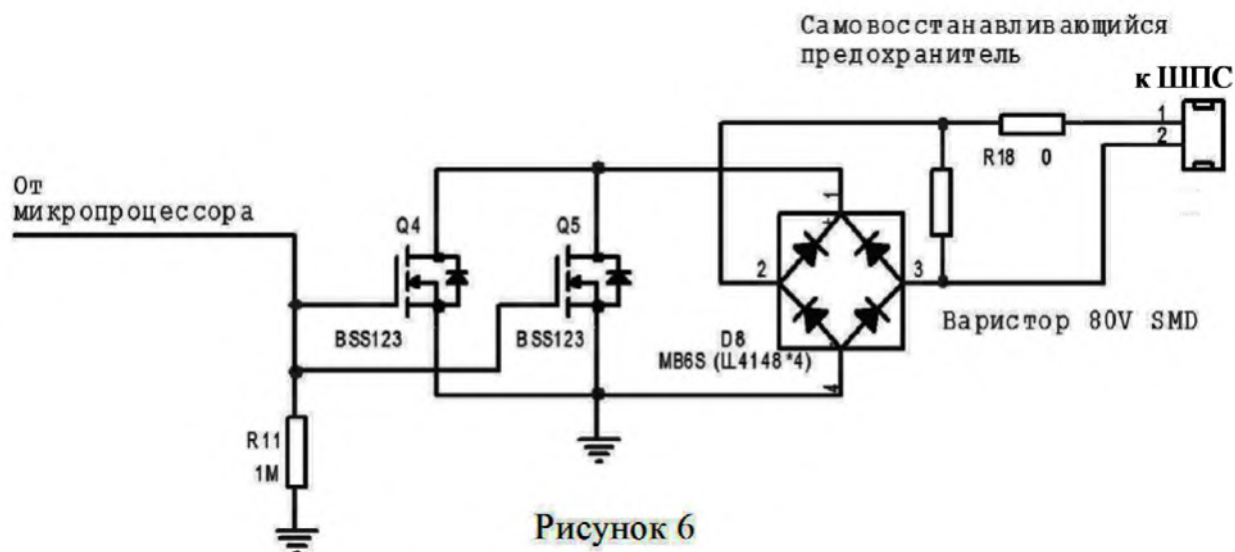 Самовосстанавливающийся
предохранитель
к ШПС
1
2
R18 0
От
микропроцессора
Q4
Q5
1
2
3
BSS123
BSS123
D8
MB6S (LL4148*4)
Варистор 80V SMD
4
R11
1M
Рисунок 6